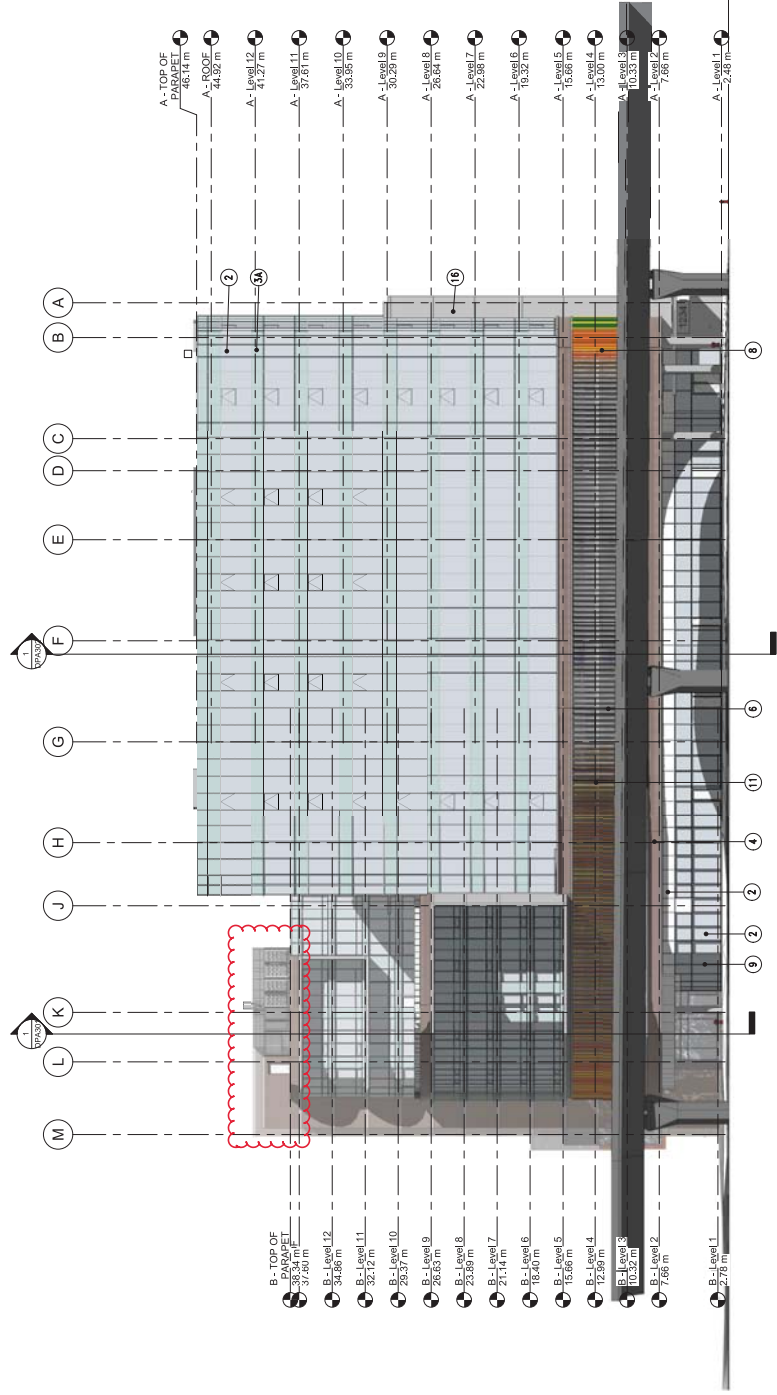 A - TOP OF
PARAPET
46.14 m
A - ROOF
44.92 m
A - Level 12
41.27 m
A - Level 11
37.61 m
A - Level 10
33.95 m
A - Level 9
30.29 m
A - Level 8
26.64 m
A - Level 7
22.98 m
A - Level 6
19.32 m
A - Level 5
15.66 m
A - Level 4
13.00 m
A - Level 3
10.33 m
A - Level 2
7.66 m
A - Level 1
2.48 m
A
B
C
D
E
F
G
H
J
K
L
M
1
1
2
3A
16
8
6
11
4
2
2
9
1234
B - TOP OF
PARAPET
38.34 m
37.60 m
B - Level 12
34.86 m
B - Level 11
32.12 m
B - Level 10
29.37 m
B - Level 9
26.63 m
B - Level 8
23.89 m
B - Level 7
21.14 m
B - Level 6
18.40 m
B - Level 5
15.66 m
B - Level 4
12.99 m
B - Level 3
10.32 m
B - Level 2
7.66 m
B - Level 1
2.78 m